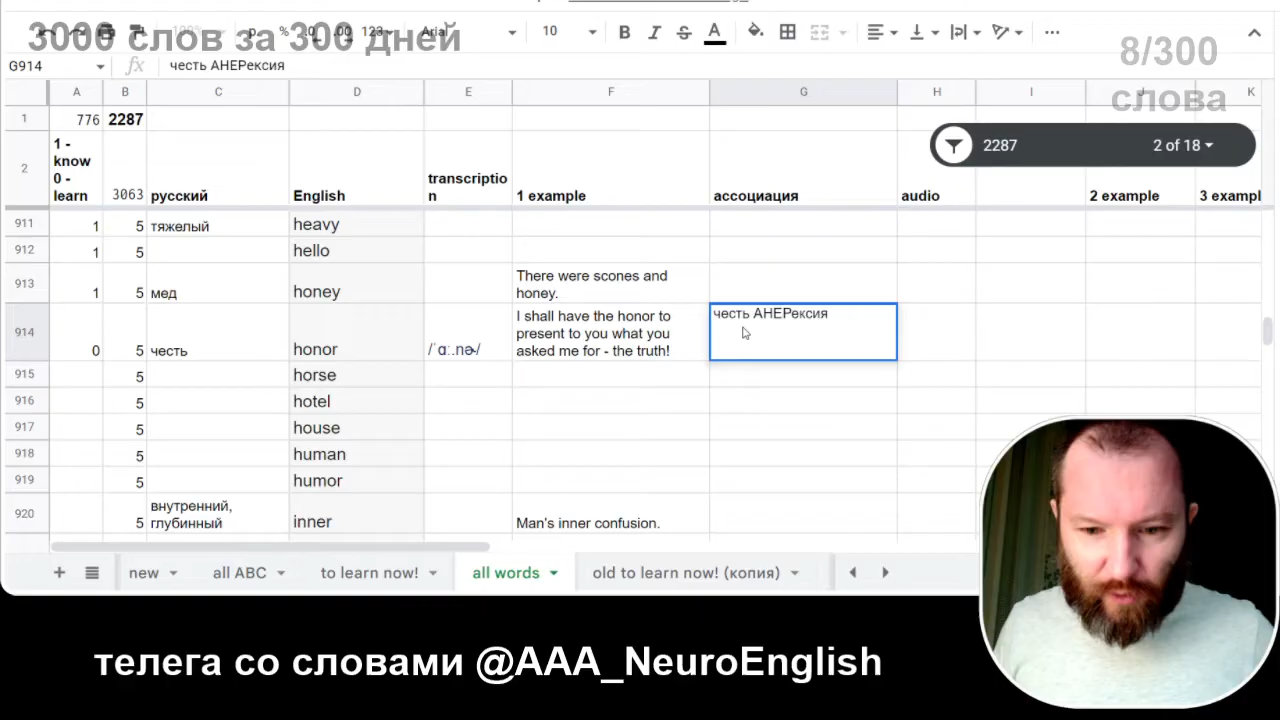 3000 слов за 300 дней
8/300
слова
100% р. % .0 .00 123 Arial 10 B I S A
G914 fx честь АНЕРексия
A B C D E F G H I J K
1 776 2287
2287 2 of 18
2 1 - know 0 - learn 3063 русский English transcription 1 example ассоциация audio 2 example 3 exampl
911 1 5 тяжелый heavy
912 1 5 hello
913 1 5 мед honey There were scones and
honey.
914 0 5 честь honor /ˈɑː.nɚ/ I shall have the honor to
present to you what you
asked me for - the truth!
честь АНЕРексия
915 5 horse
916 5 hotel
917 5 house
918 5 human
919 5 humor
920 5 внутренний,
глубинный inner Man's inner confusion.
new all ABC to learn now! all words old to learn now! (копия)
телега со словами @AAA_NeuroEnglish